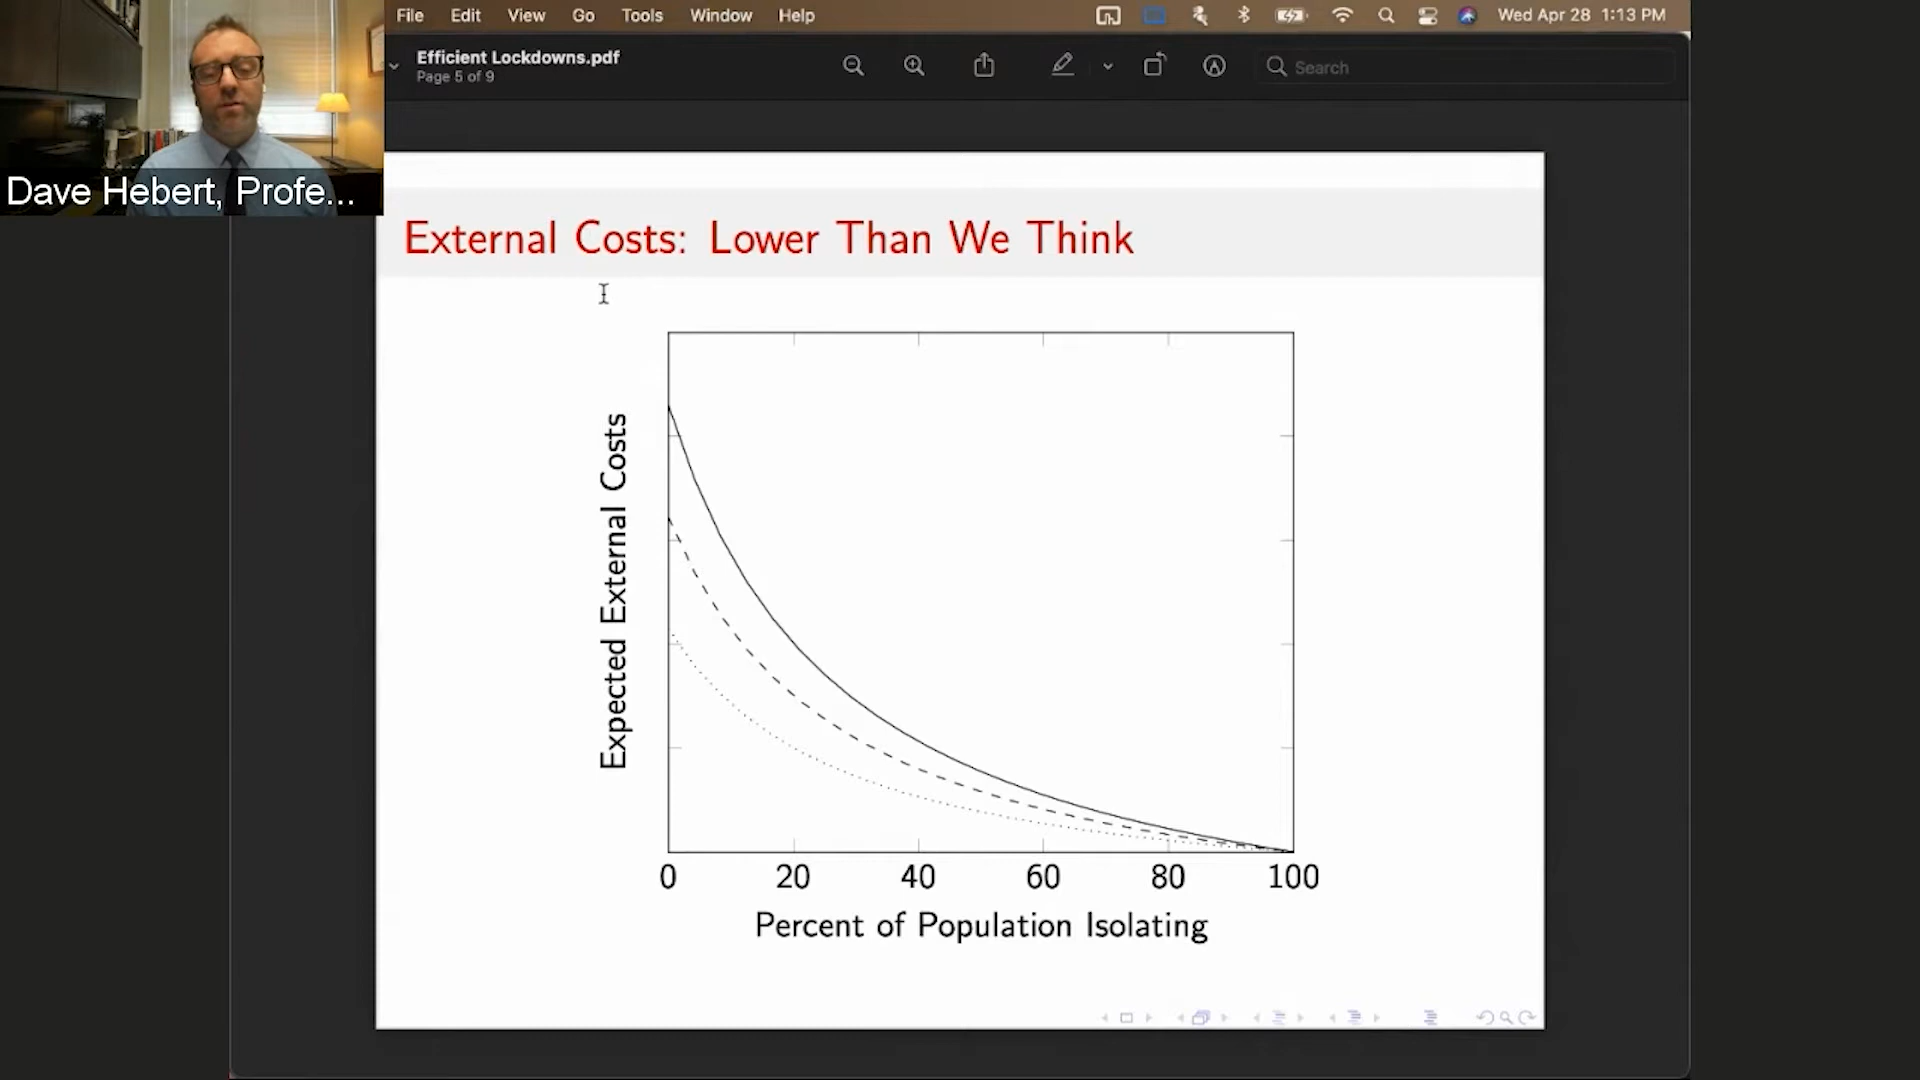 File Edit View Go Tools Window Help
Wed Apr 28 1:13 PM
Efficient Lockdowns.pdf
Page 5 of 9
Search
Dave Hebert, Profe...
External Costs: Lower Than We Think
Expected External Costs
0 20 40 60 80 100
Percent of Population Isolating